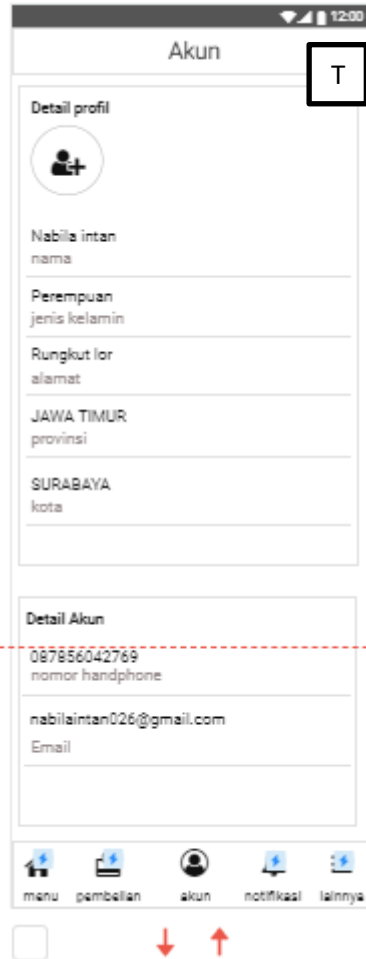 12:00
Akun
T
Detail profil
Nabila intan
nama
Perempuan
jenis kelamin
Rungkut lor
alamat
JAWA TIMUR
provinsi
SURABAYA
kota
Detail Akun
087856042769
nomor handphone
nabilaintan026@gmail.com
Email
menu pembelian akun notifikasi lainnya